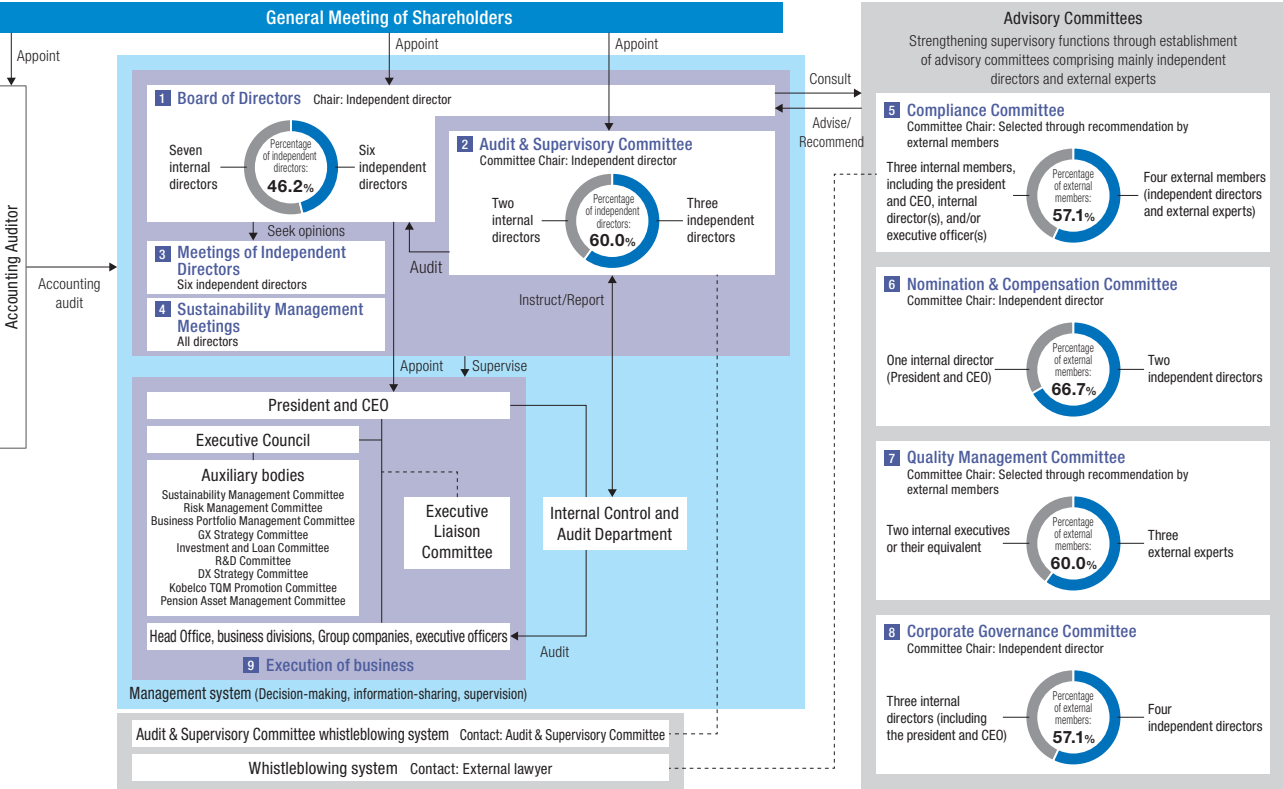 General Meeting of Shareholders
Appoint
Appoint
Appoint
Accounting Auditor
Accounting
audit
1 Board of Directors Chair: Independent director
Seven
internal
directors
Percentage
of independent
directors:
46.2%
Six
independent
directors
Seek opinions
3 Meetings of Independent
Directors
Six independent directors
4 Sustainability Management
Meetings
All directors
2 Audit & Supervisory Committee
Committee Chair: Independent director
Two
internal
directors
Percentage
of independent
directors:
60.0%
Three
independent
directors
Audit
Instruct/Report
Consult
Advise/
Recommend
Appoint
Supervise
President and CEO
Executive Council
Auxiliary bodies
Sustainability Management Committee
Risk Management Committee
Business Portfolio Management Committee
GX Strategy Committee
Investment and Loan Committee
R&D Committee
DX Strategy Committee
Kobelco TQM Promotion Committee
Pension Asset Management Committee
Executive
Liaison
Committee
Internal Control and
Audit Department
Head Office, business divisions, Group companies, executive officers
Audit
9 Execution of business
Management system (Decision-making, information-sharing, supervision)
Audit & Supervisory Committee whistleblowing system Contact: Audit & Supervisory Committee
Whistleblowing system Contact: External lawyer
Advisory Committees
Strengthening supervisory functions through establishment
of advisory committees comprising mainly independent
directors and external experts
5 Compliance Committee
Committee Chair: Selected through recommendation by
external members
Three internal members,
including the president
and CEO, internal
director(s), and/or
executive officer(s)
Percentage
of external
members:
57.1%
Four external members
(independent directors
and external experts)
6 Nomination & Compensation Committee
Committee Chair: Independent director
One internal director
(President and CEO)
Percentage
of external
members:
66.7%
Two
independent directors
7 Quality Management Committee
Committee Chair: Selected through recommendation by
external members
Two internal executives
or their equivalent
Percentage
of external
members:
60.0%
Three
external experts
8 Corporate Governance Committee
Committee Chair: Independent director
Three internal
directors (including
the president and CEO)
Percentage
of external
members:
57.1%
Four
independent directors